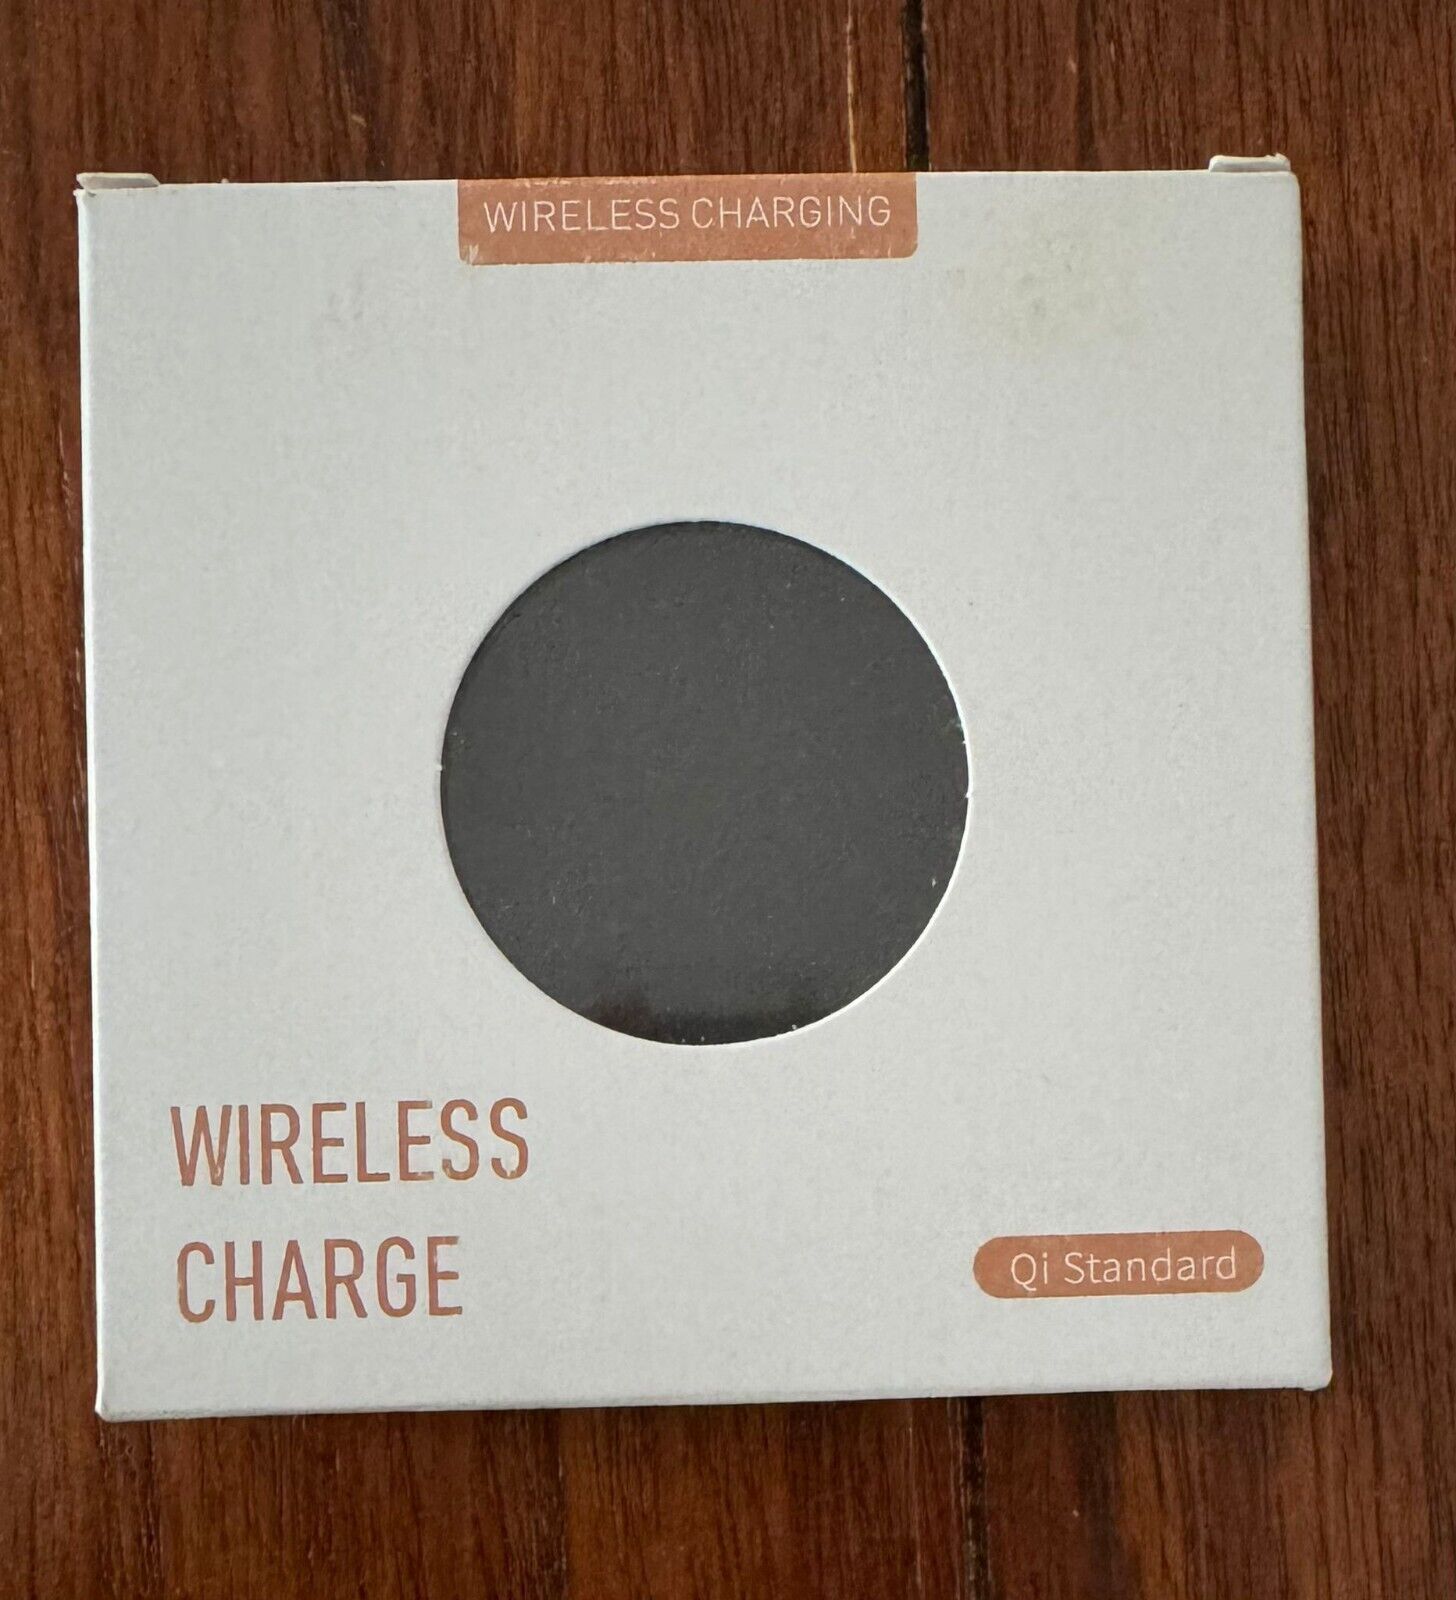 WIRELESS CHARGING
WIRELESS
CHARGE
Qi Standard